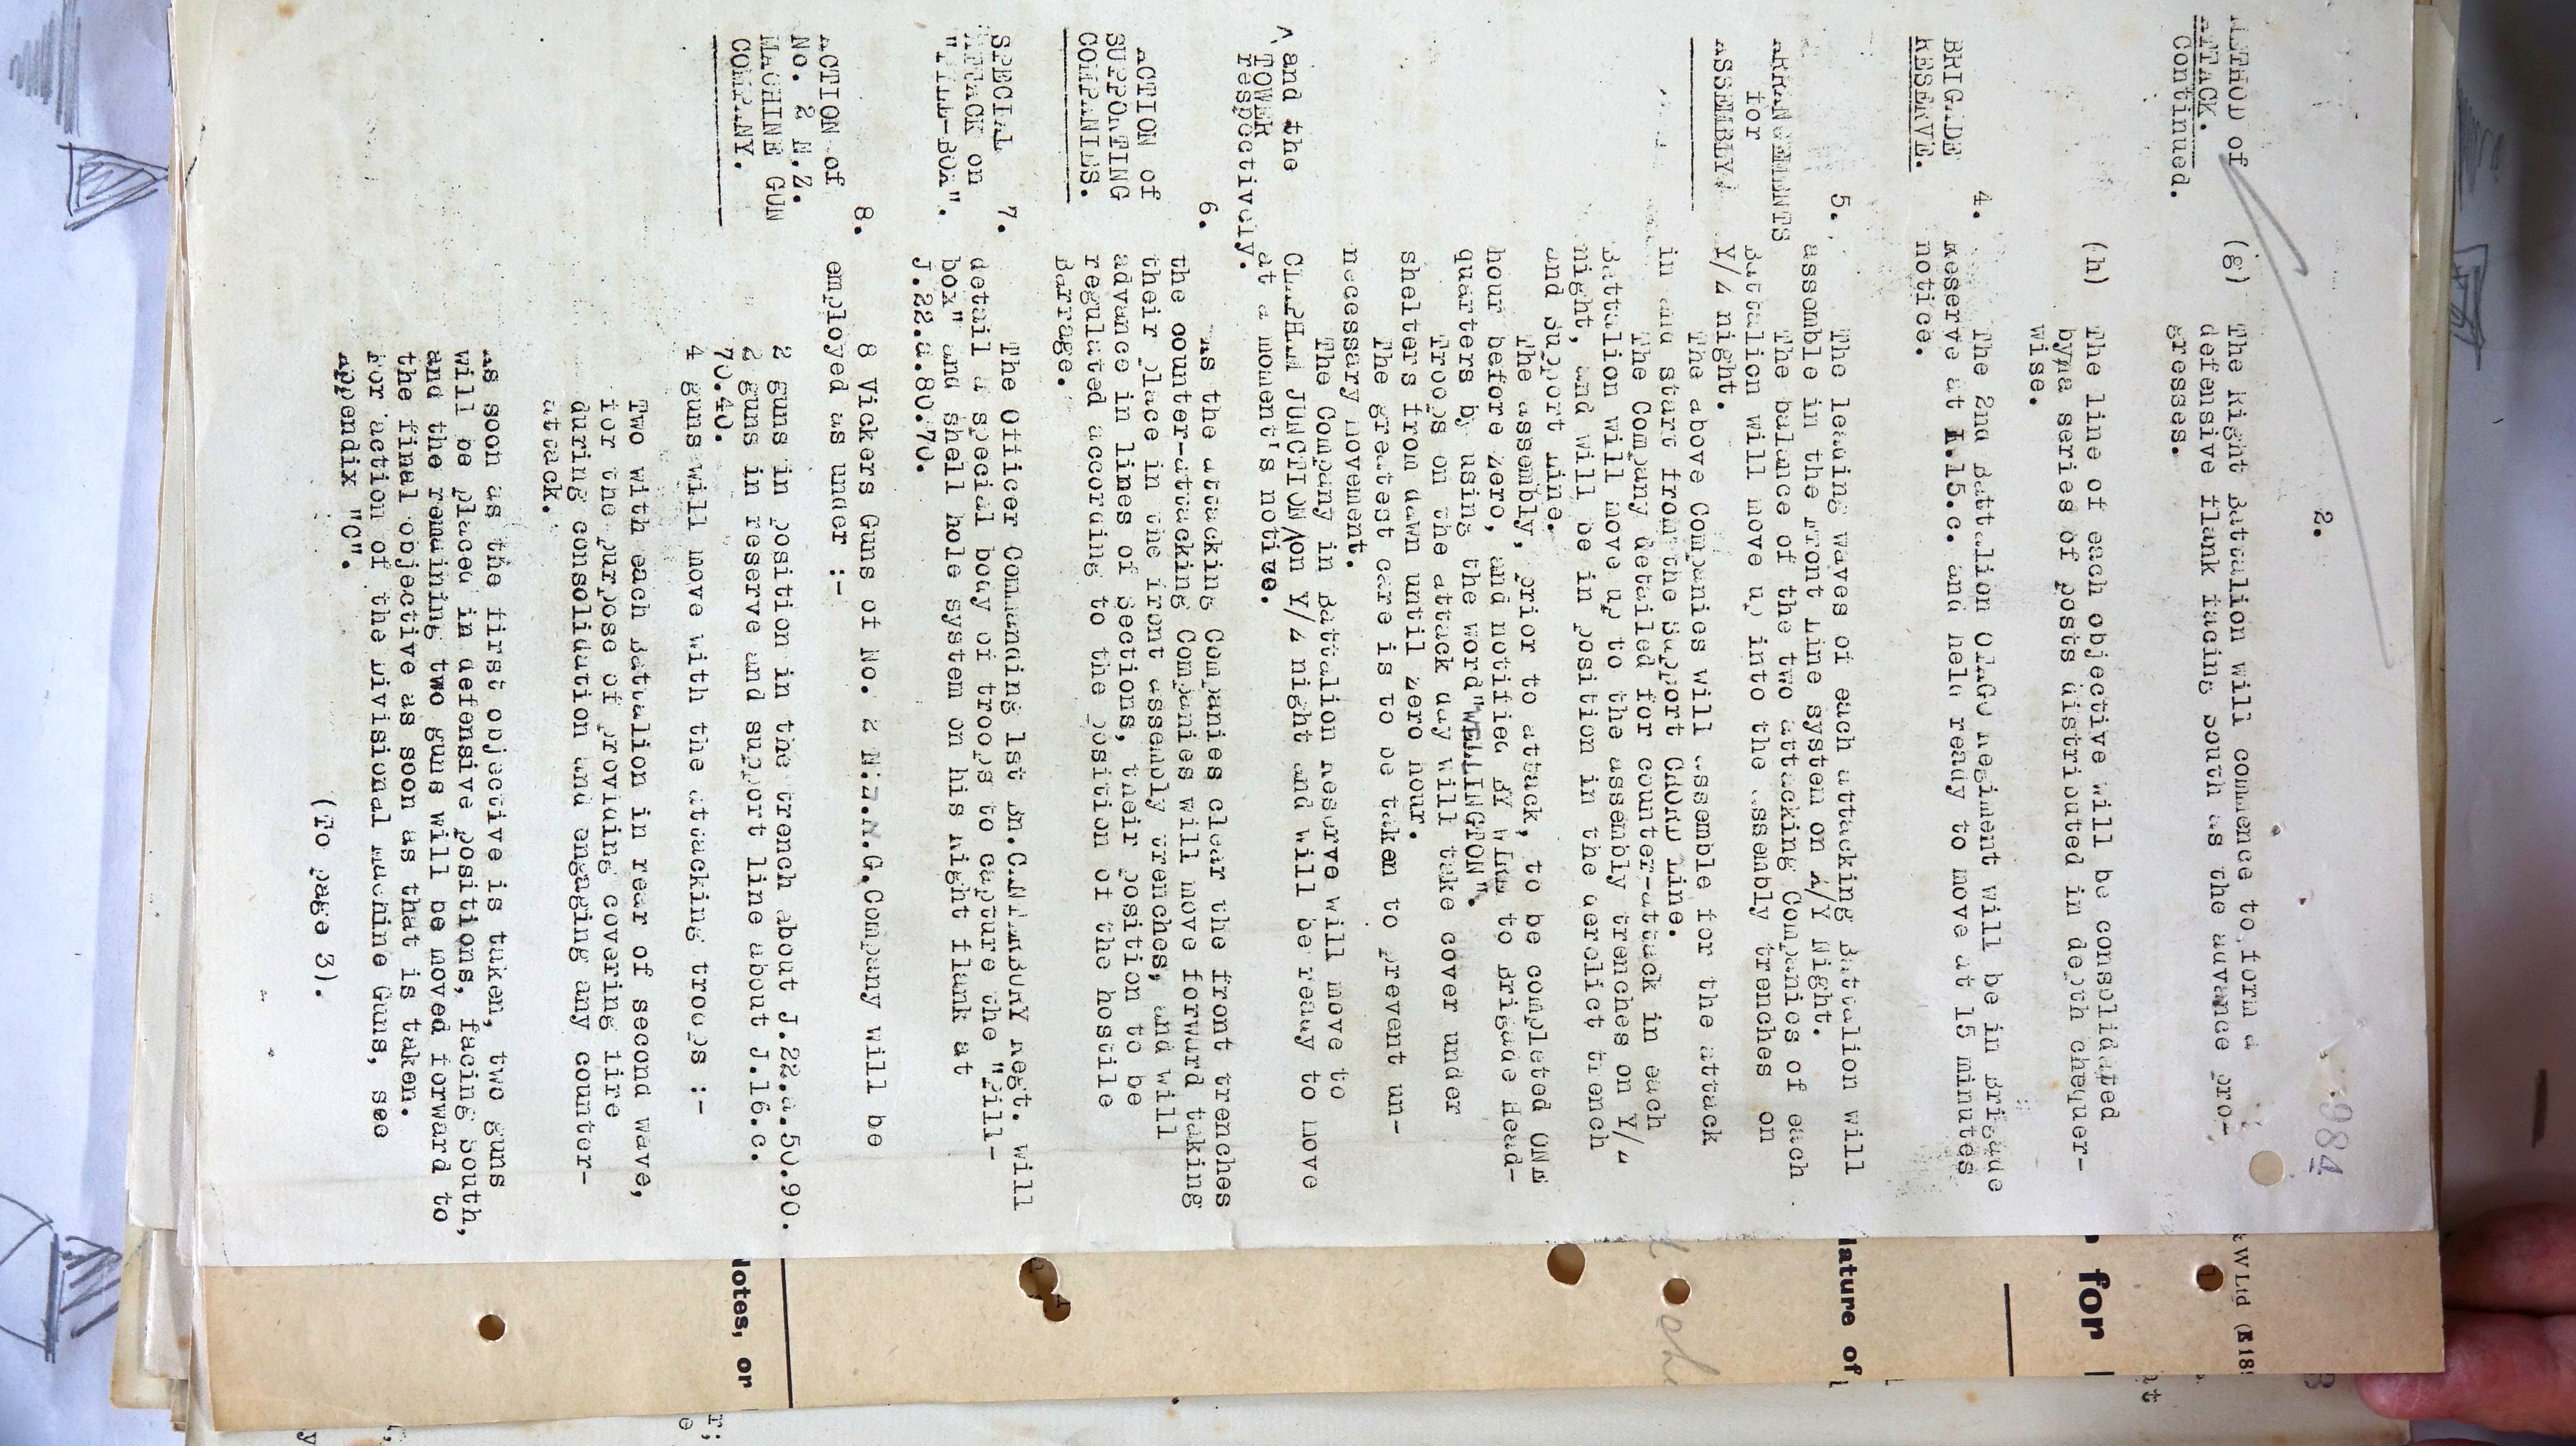 2.
984
METHOD of
ATTACK.
Continued.
(g) The Right Battalion will commence to form a
defensive flank facing South as the advance pro-
gresses.
(h) The line of each objective will be consolidated
by a series of posts distributed in depth chequer-
wise.
BRIGADE
RESERVE.
4. The 2nd Battalion OTAGO Regiment will be in Brigade
Reserve at I.15.c. and held ready to move at 15 minutes
notice.
ARRANGEMENTS
for
ASSEMBLY.
5. The leading waves of each attacking Battalion will
assemble in the Front Line system on X/Y Night.
The balance of the two attacking Companies of each
Battalion will move up into the assembly trenches on
Y/Z night.
The above Companies will assemble for the attack
in and start from the Support CHORD Line.
The Company detailed for counter-attack in each
Battalion will move up to the assembly trenches on Y/Z
night, and will be in position in the derelict trench
and Support Line.
The assembly, prior to attack, to be completed ONE
hour before Zero, and notified BY WIRE to Brigade Head-
quarters by using the word "WELLINGTON".
Troops on the attack day will take cover under
shelters from dawn until Zero hour.
The greatest care is to be taken to prevent un-
necessary movement.
The Company in Battalion Reserve will move to
CLAPHAM JUNCTION /\ on Y/Z night and will be ready to move
at a moment's notive.
^ and the
TOWER
respectively.
ACTION of
SUPPORTING
COMPANIES.
6. As the attacking Companies clear the front trenches
the counter-attacking Companies will move forward taking
their place in the front assembly trenches, and will
advance in lines of Sections, their position to be
regulated according to the position of the hostile
Barrage.
SPECIAL
ATTACK on
"PILL-BOX".
7. The Officer Commanding 1st Bn. CANTERBURY Regt. will
detail a special body of troops to capture the "pill-
box" and shell hole system on his right flank at
J.22.a.80.70.
ACTION of
No. 2 N.Z.
MACHINE GUN
COMPANY.
8. 8 Vickers Guns of No. 2 N.Z.M.G. Company will be
employed as under :-
2 guns in position in the trench about J.22.a.50.90.
2 guns in reserve and support line about J.16.c.
70.40.
4 guns will move with the attacking troops :-
Two with each Battalion in rear of second wave,
for the purpose of providing covering fire
during consolidation and engaging any counter-
attack.
As soon as the first objective is taken, two guns
will be placed in defensive positions, facing South,
and the remaining two guns will be moved forward to
the final objective as soon as that is taken.
For action of the Divisional Machine Guns, see
Appendix "C".
(To page 3).
& W Ltd (E 18
for
ature of
lotes, or